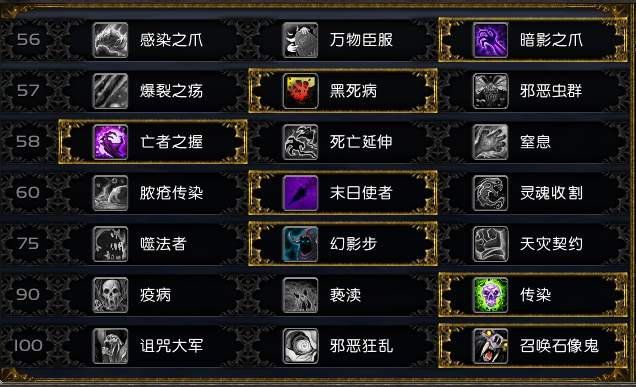 56 感染之爪 万物臣服 暗影之爪
57 爆裂之疡 黑死病 邪恶虫群
58 亡者之握 死亡延伸 窒息
60 脓疮传染 末日使者 灵魂收割
75 噬法者 幻影步 天灾契约
90 疫病 亵渎 传染
100 诅咒大军 邪恶狂乱 召唤石像鬼